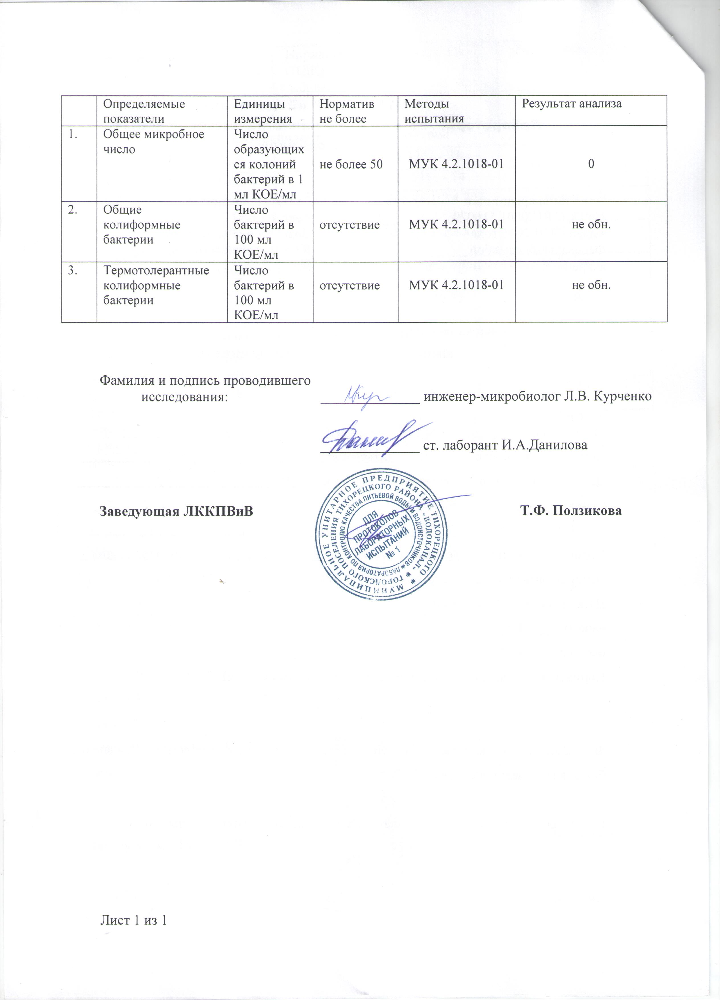 Определяемые показатели
Единицы измерения
Норматив не более
Методы испытания
Результат анализа
1.
Общее микробное число
Число образующих ся колоний бактерий в 1 мл КОЕ/мл
не более 50
МУК 4.2.1018-01
0
2.
Общие колиформные бактерии
Число бактерий в 100 мл КОЕ/мл
отсутствие
МУК 4.2.1018-01
не обн.
3.
Термотолерантные колиформные бактерии
Число бактерий в 100 мл КОЕ/мл
отсутствие
МУК 4.2.1018-01
не обн.
Фамилия и подпись проводившего
исследования:
инженер-микробиолог Л.В. Курченко
ст. лаборант И.А.Данилова
Заведующая ЛККПВиВ
Т.Ф. Ползикова
МУНИЦИПАЛЬНОЕ УНИТАРНОЕ ПРЕДПРИЯТИЕ ТИХОРЕЦКОГО
ГОРОДСКОГО ПОСЕЛЕНИЯ ТИХОРЕЦКОГО РАЙОНА «ВОДОКАНАЛ»
ЛАБОРАТОРИЯ ПО КОНТРОЛЮ КАЧЕСТВА ПИТЬЕВОЙ ВОДЫ И ВОДОИСТОЧНИКОВ
ДЛЯ
ПРОТОКОЛОВ
ЛАБОРАТОРНЫХ
ИСПЫТАНИЙ
№ 1
Лист 1 из 1